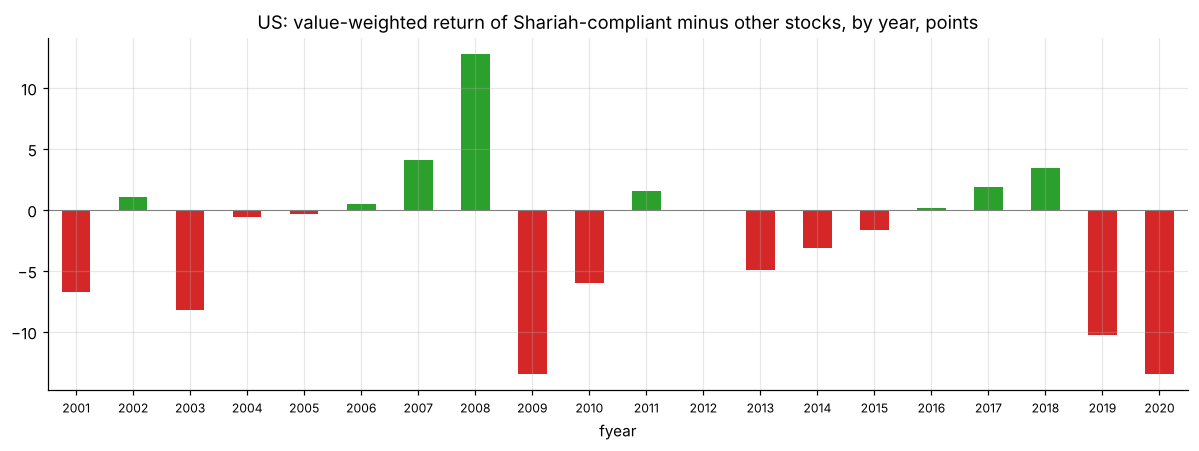 US: value-weighted return of Shariah-compliant minus other stocks, by year, points
10
5
0
−5
−10
2001 2002 2003 2004 2005 2006 2007 2008 2009 2010 2011 2012 2013 2014 2015 2016 2017 2018 2019 2020
fyear